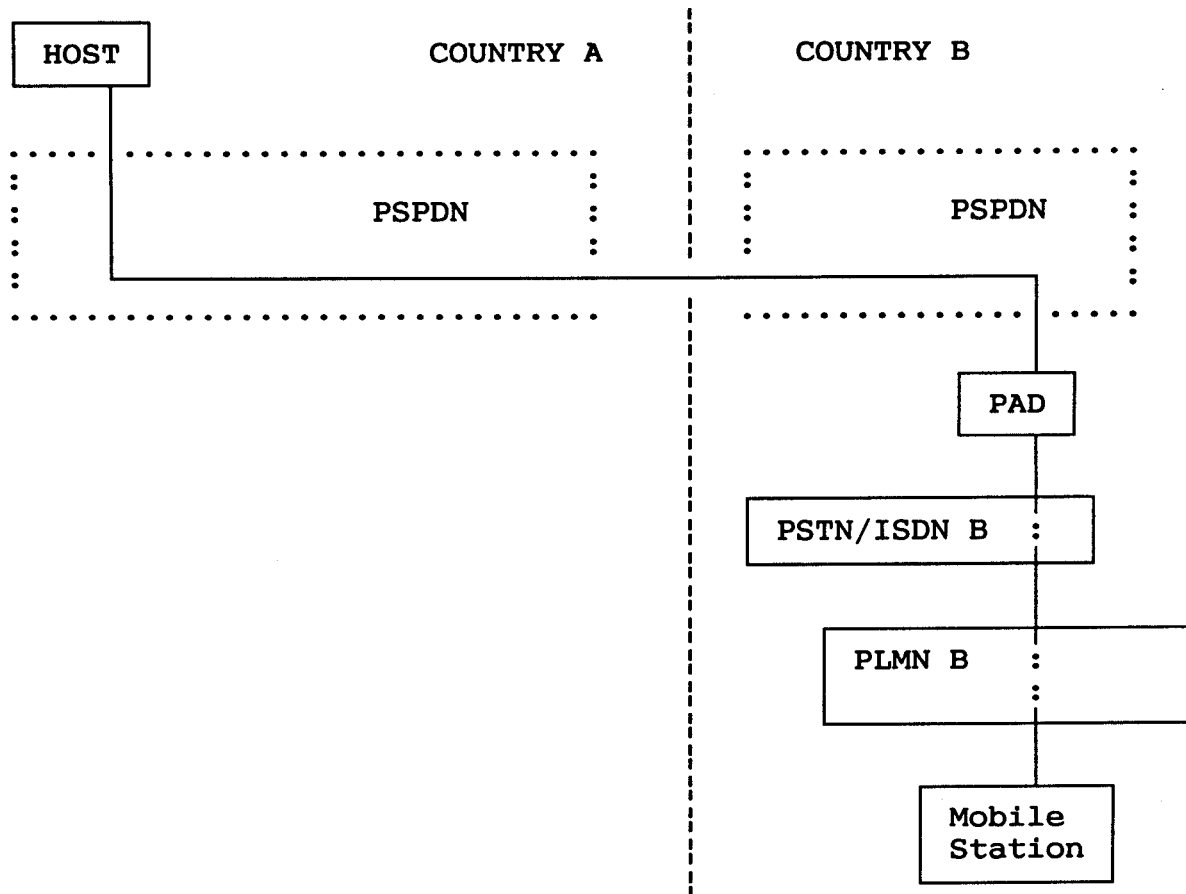 HOST
COUNTRY A
COUNTRY B
PSPDN
PSPDN
PAD
PSTN/ISDN B
PLMN B
Mobile
Station